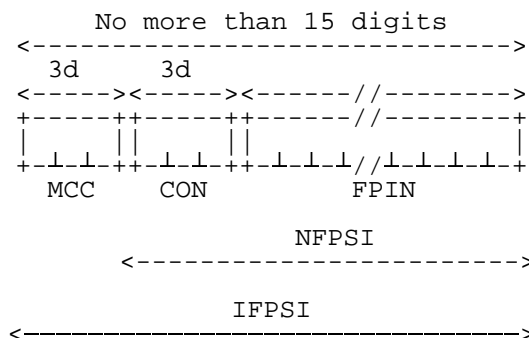 No more than 15 digits
3d 3d
MCC CON FPIN
NFPSI
IFPSI